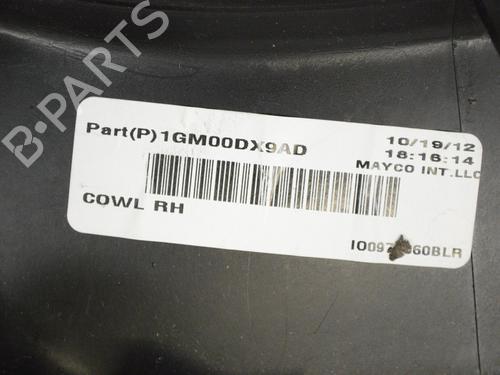 B-Parts
Part(P)1GM00DX9AD
10/19/12
18:16:14
MAYCO INT.LLC
COWL RH